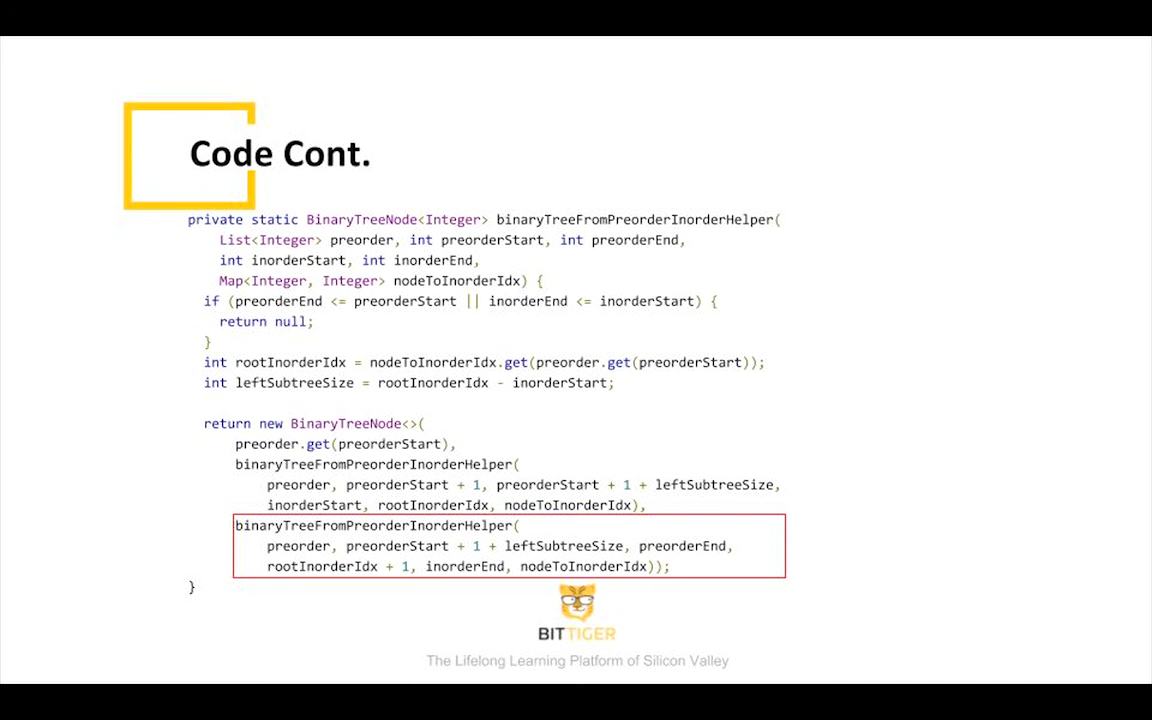 Code Cont.
private static BinaryTreeNode<Integer> binaryTreeFromPreorderInorderHelper(
    List<Integer> preorder, int preorderStart, int preorderEnd,
    int inorderStart, int inorderEnd,
    Map<Integer, Integer> nodeToInorderIdx) {
  if (preorderEnd <= preorderStart || inorderEnd <= inorderStart) {
    return null;
  }
  int rootInorderIdx = nodeToInorderIdx.get(preorder.get(preorderStart));
  int leftSubtreeSize = rootInorderIdx - inorderStart;

  return new BinaryTreeNode<>(
      preorder.get(preorderStart),
      binaryTreeFromPreorderInorderHelper(
          preorder, preorderStart + 1, preorderStart + 1 + leftSubtreeSize,
          inorderStart, rootInorderIdx, nodeToInorderIdx),
      binaryTreeFromPreorderInorderHelper(
          preorder, preorderStart + 1 + leftSubtreeSize, preorderEnd,
          rootInorderIdx + 1, inorderEnd, nodeToInorderIdx));
}
BITTIGER
The Lifelong Learning Platform of Silicon Valley